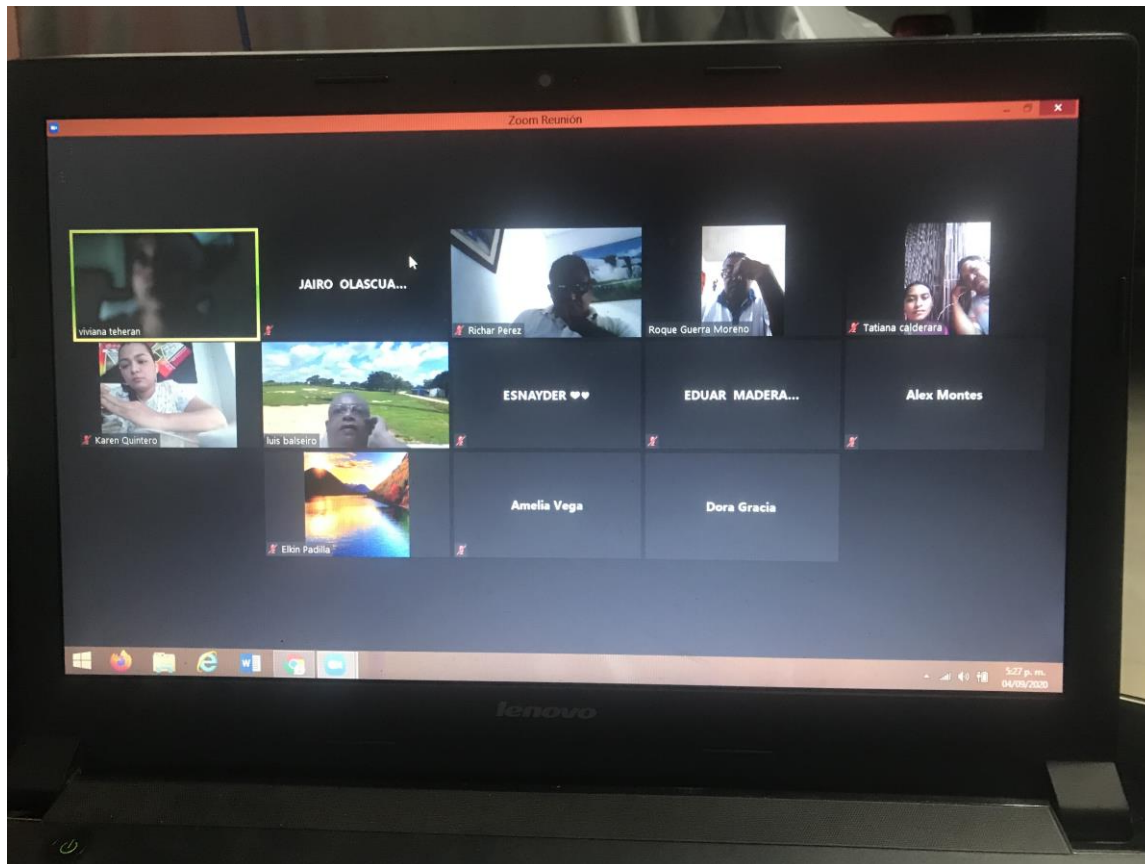 Zoom Reunión
viviana teheran
JAIRO OLASCUA...
Richar Perez
Roque Guerra Moreno
Tatiana calderara
Karen Quintero
luis balseiro
ESNAYDER ♥♥
EDUAR MADERA...
Alex Montes
Elkin Padilla
Amelia Vega
Dora Gracia
5:27 p. m.
04/09/2020
lenovo